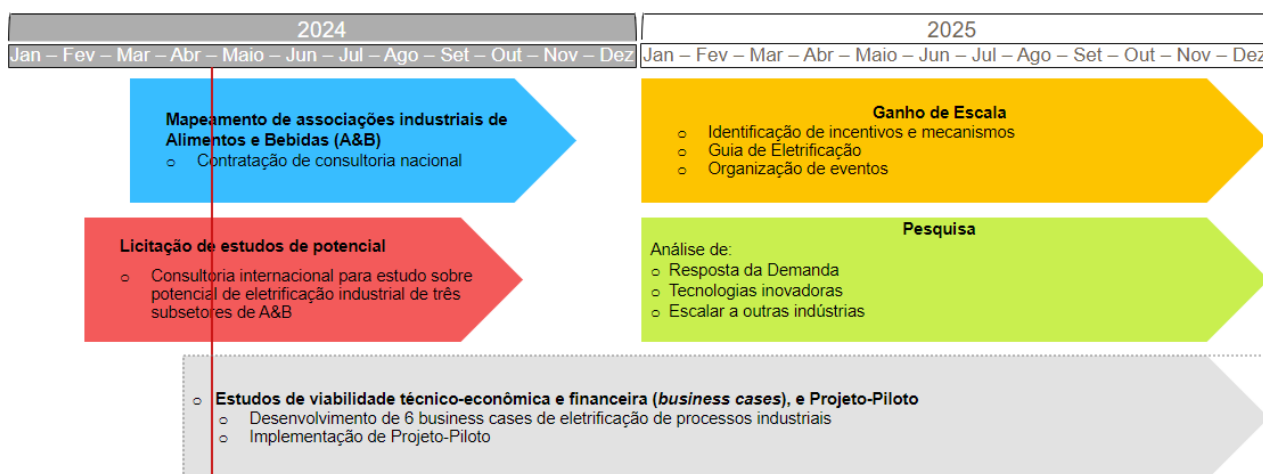 2024
2025
Jan – Fev – Mar – Abr – Maio – Jun – Jul – Ago – Set – Out – Nov – Dez
Jan – Fev – Mar – Abr – Maio – Jun – Jul – Ago – Set – Out – Nov – Dez
Mapeamento de associações industriais de
Alimentos e Bebidas (A&B)
o Contratação de consultoria nacional
Ganho de Escala
o Identificação de incentivos e mecanismos
o Guia de Eletrificação
o Organização de eventos
Licitação de estudos de potencial
o Consultoria internacional para estudo sobre
potencial de eletrificação industrial de três
subsetores de A&B
Pesquisa
Análise de:
o Resposta da Demanda
o Tecnologias inovadoras
o Escalar a outras indústrias
o Estudos de viabilidade técnico-econômica e financeira (business cases), e Projeto-Piloto
o Desenvolvimento de 6 business cases de eletrificação de processos industriais
o Implementação de Projeto-Piloto